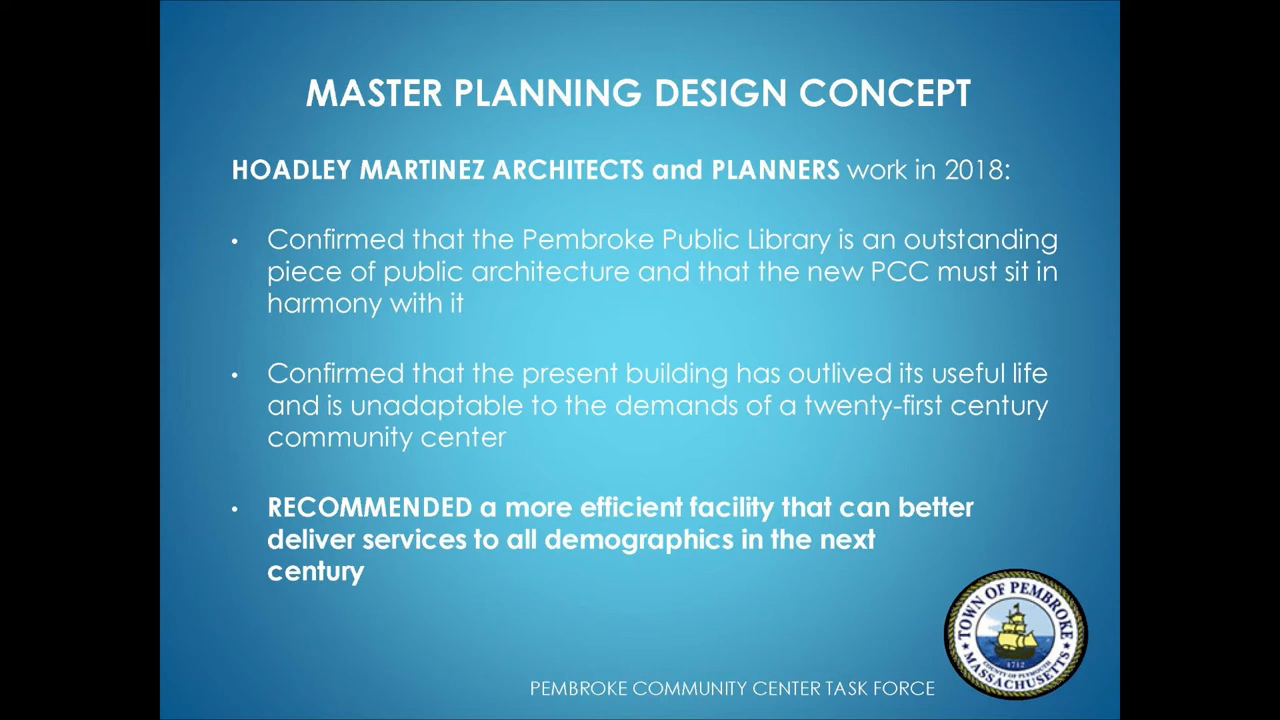 MASTER PLANNING DESIGN CONCEPT
HOADLEY MARTINEZ ARCHITECTS and PLANNERS work in 2018:
• Confirmed that the Pembroke Public Library is an outstanding
piece of public architecture and that the new PCC must sit in
harmony with it
• Confirmed that the present building has outlived its useful life
and is unadaptable to the demands of a twenty-first century
community center
• RECOMMENDED a more efficient facility that can better
deliver services to all demographics in the next
century
TOWN OF PEMBROKE
1712
COUNTY OF PLYMOUTH
MASSACHUSETTS
PEMBROKE COMMUNITY CENTER TASK FORCE